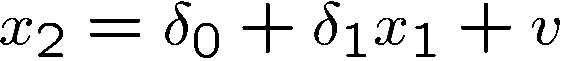 x₂ = δ₀ + δ₁x₁ + v